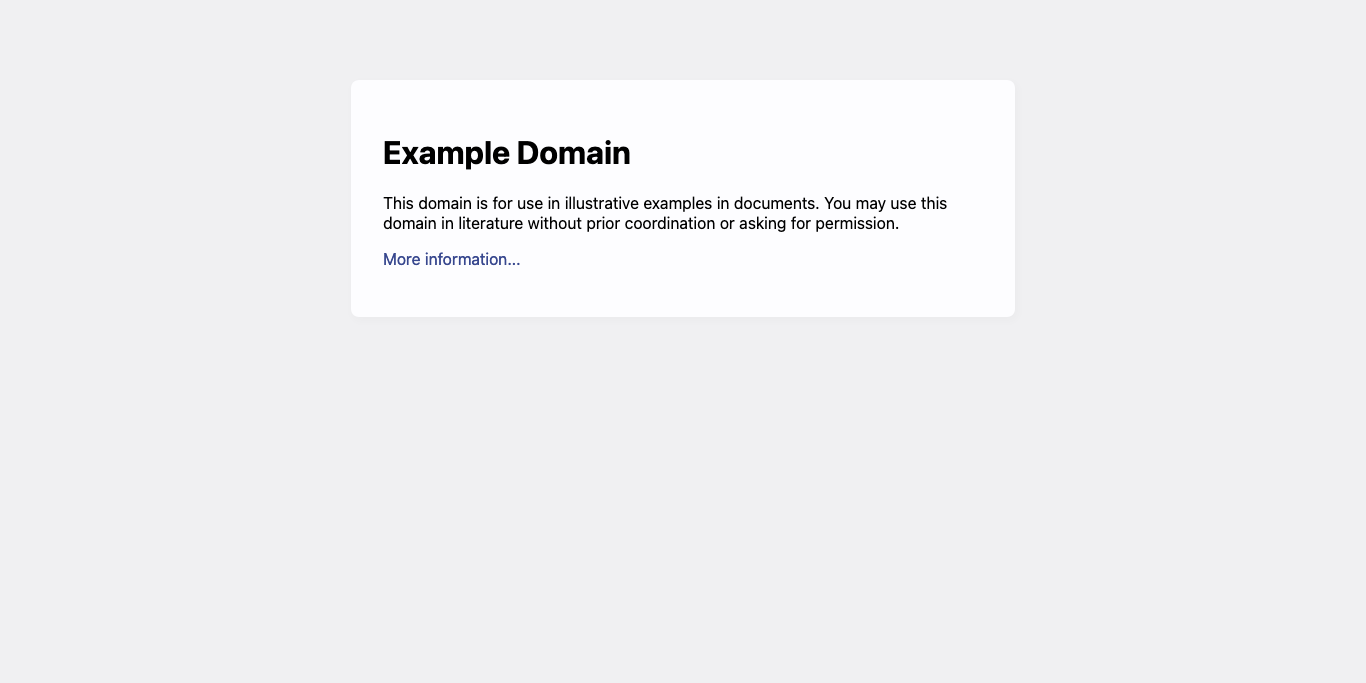 Example Domain
This domain is for use in illustrative examples in documents. You may use this
domain in literature without prior coordination or asking for permission.
More information...